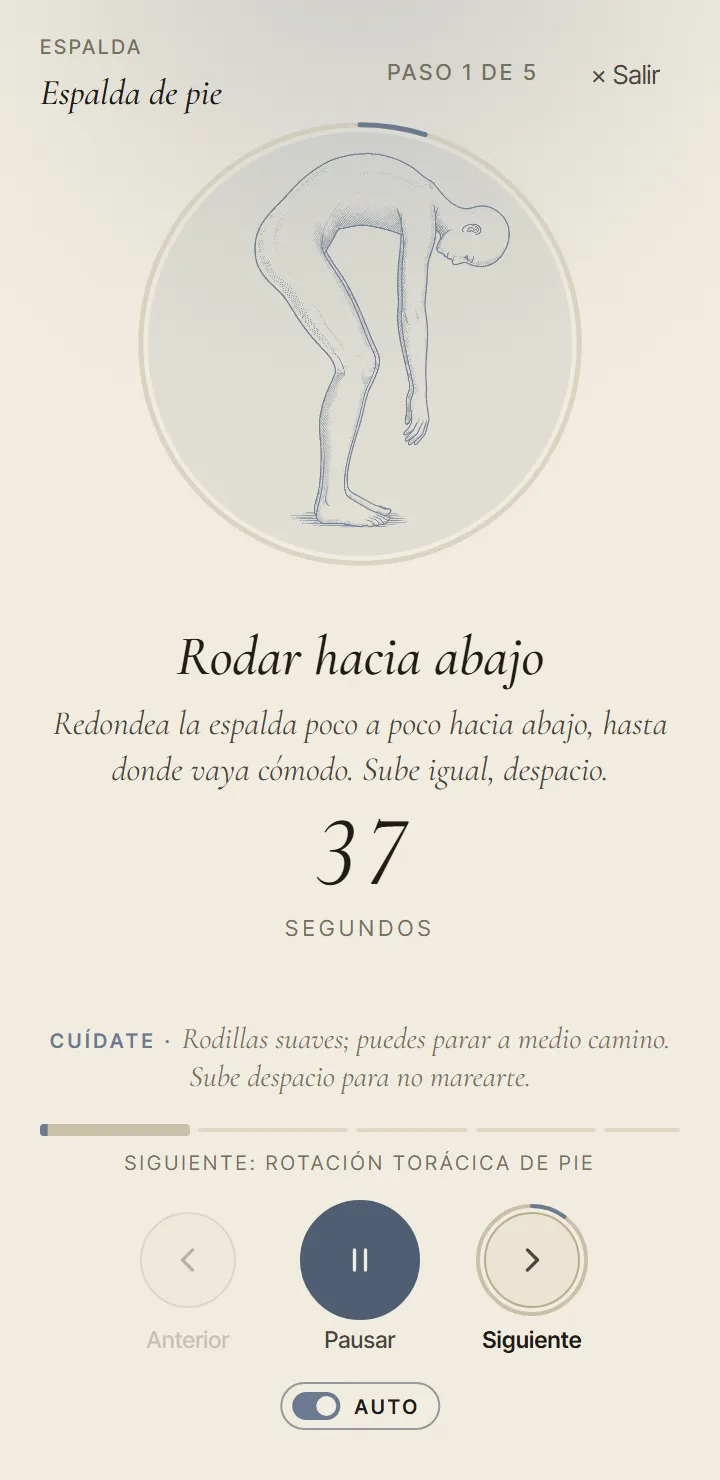 ESPALDA
Espalda de pie
PASO 1 DE 5
× Salir
Rodar hacia abajo
Redondea la espalda poco a poco hacia abajo, hasta
donde vaya cómodo. Sube igual, despacio.
37
SEGUNDOS
CUÍDATE · Rodillas suaves; puedes parar a medio camino.
Sube despacio para no marearte.
SIGUIENTE: ROTACIÓN TORÁCICA DE PIE
Anterior
Pausar
Siguiente
AUTO